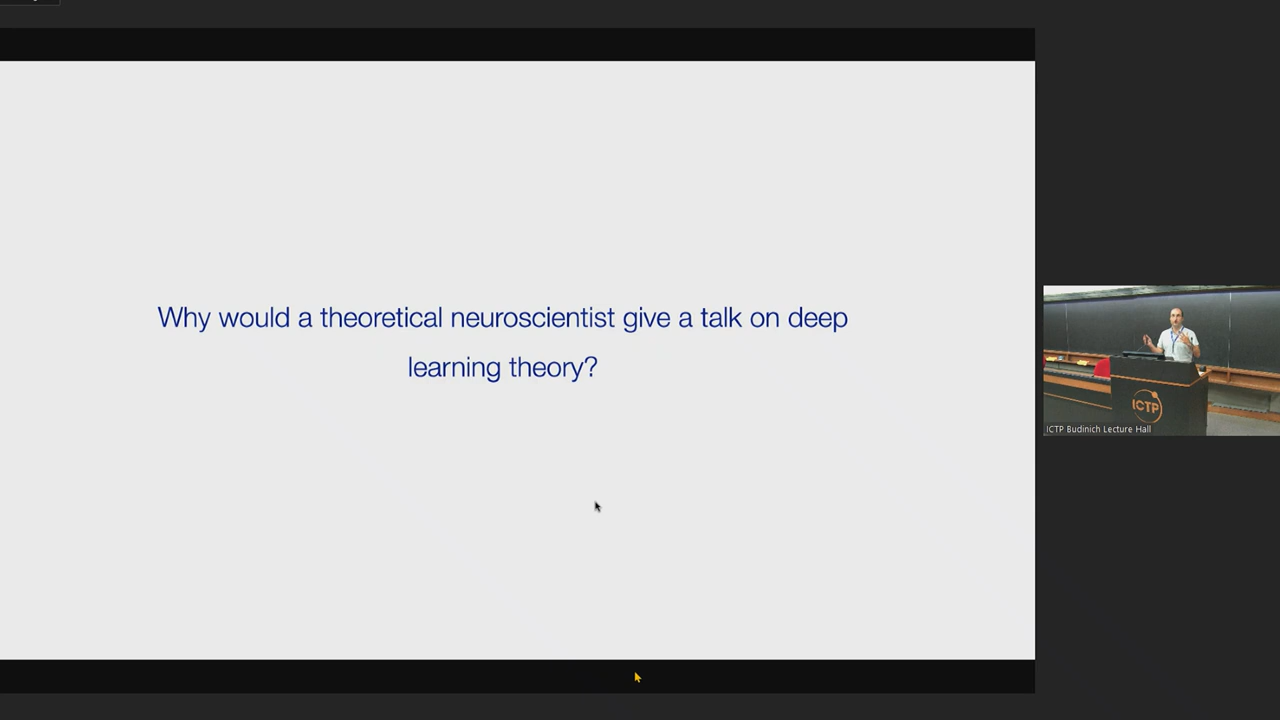 Why would a theoretical neuroscientist give a talk on deep
learning theory?
ICTP
ICTP Budinich Lecture Hall